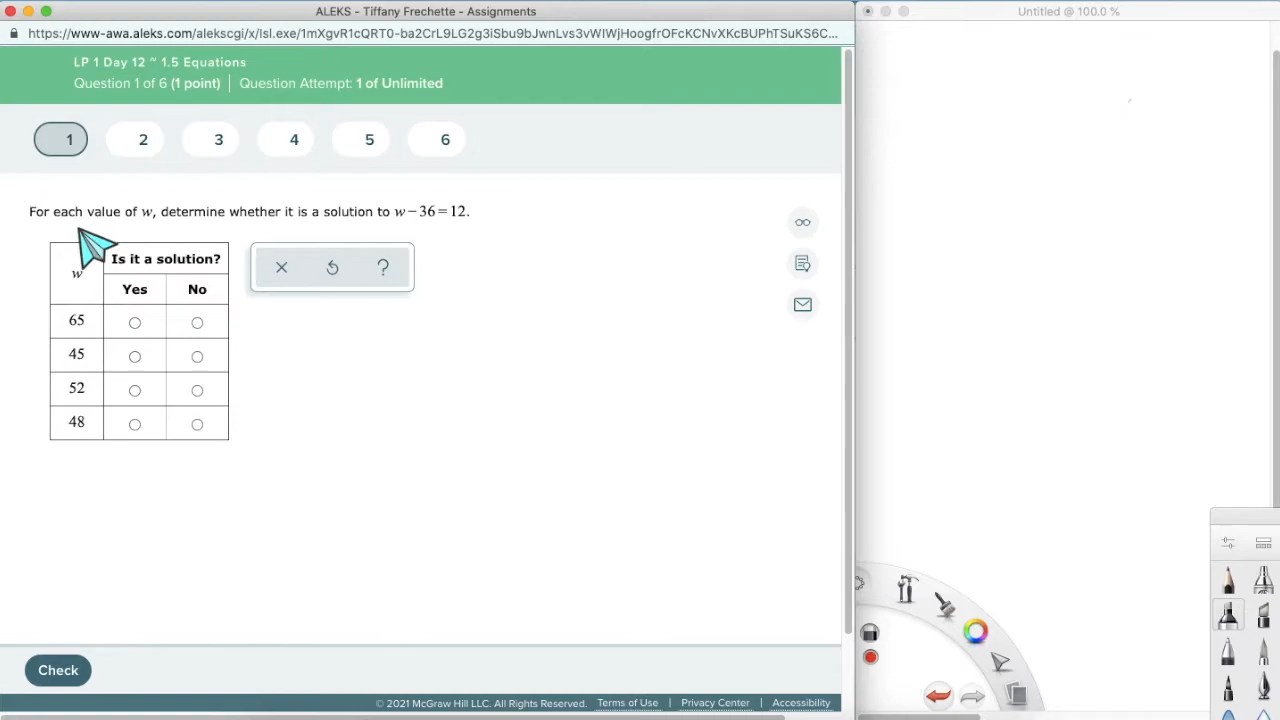 ALEKS - Tiffany Frechette - Assignments
Untitled @ 100.0 %
https://www-awa.aleks.com/alekscgi/x/Isl.exe/1mXgvR1cQRT0-ba2CrL9LG2g3iSbu9bJwnLvs3vWIWjHoogfrOFcKCNvXKcBUPhTSuKS6C...
LP 1 Day 12 ~ 1.5 Equations
Question 1 of 6 (1 point) | Question Attempt: 1 of Unlimited
1 2 3 4 5 6
For each value of w, determine whether it is a solution to w−36=12.
w Is it a solution?
Yes No
65
45
52
48
Check
© 2021 McGraw Hill LLC. All Rights Reserved. Terms of Use | Privacy Center | Accessibility